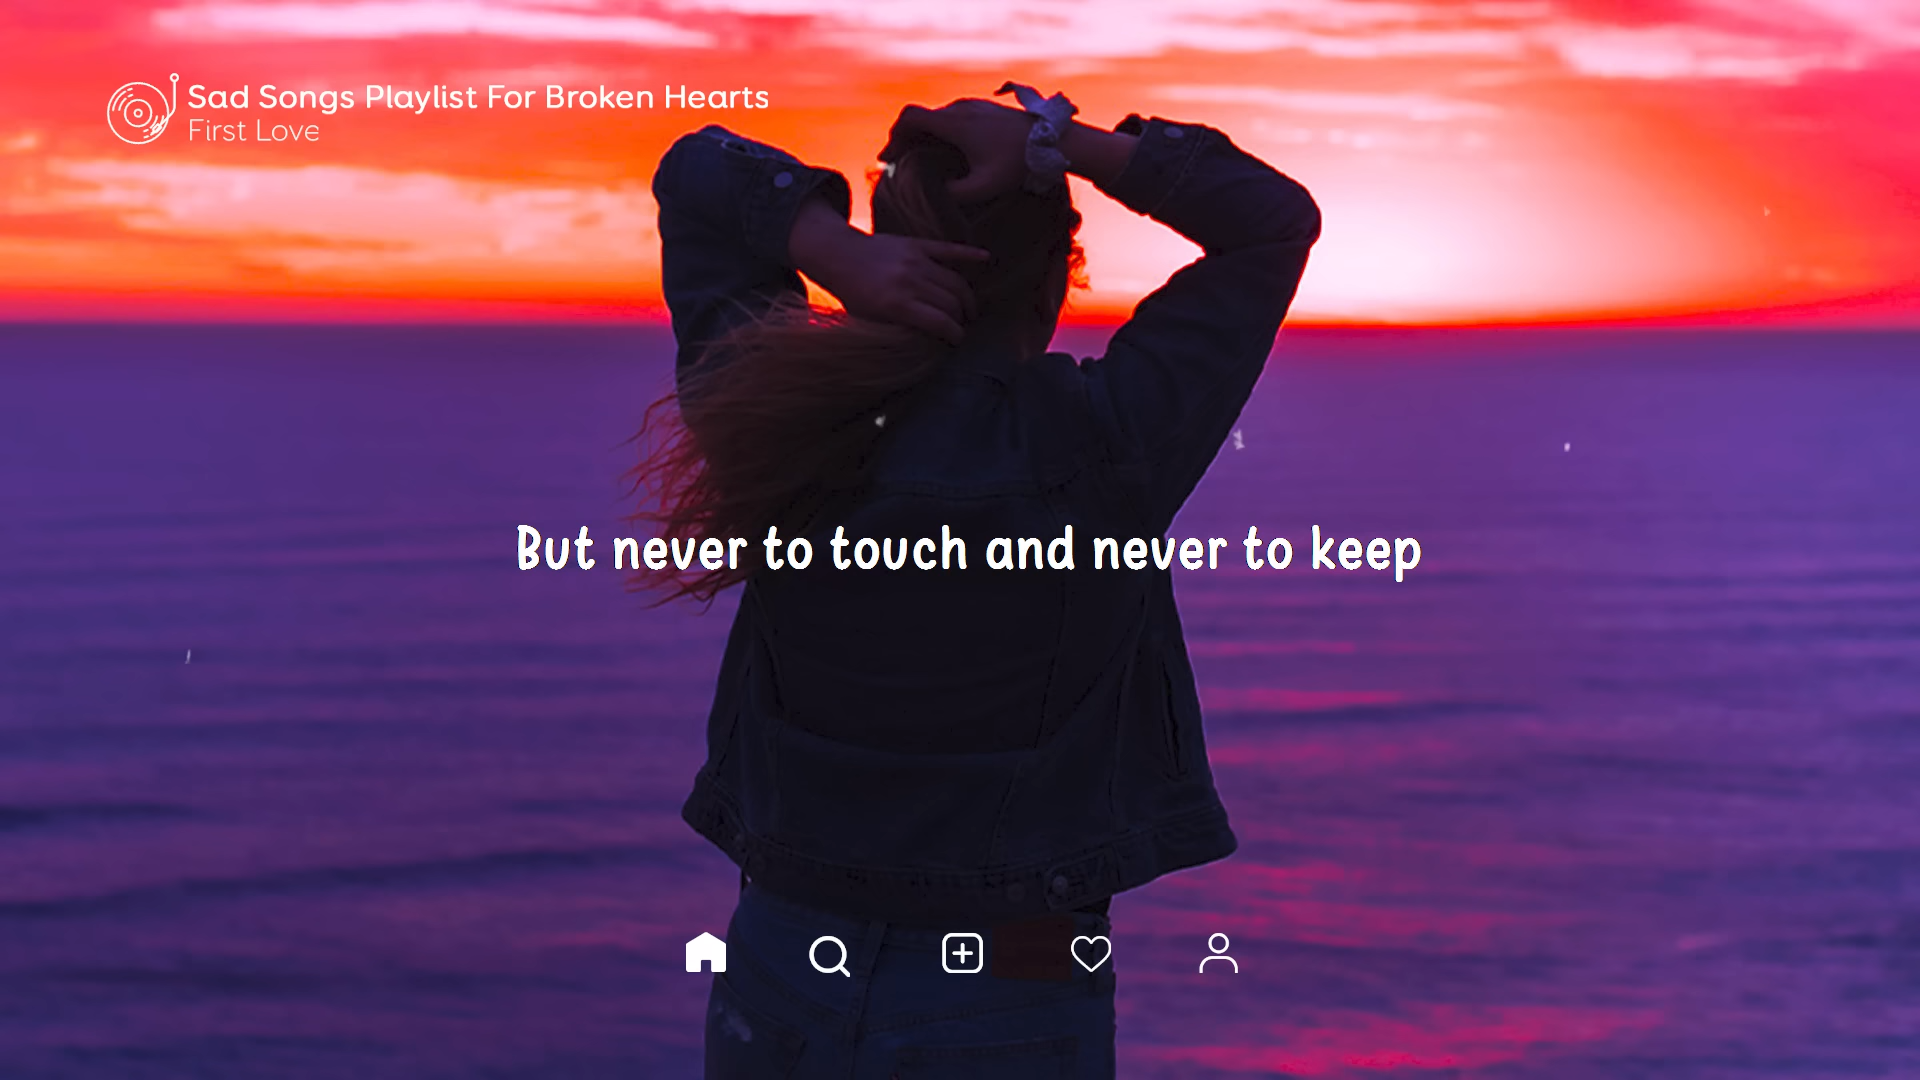 Sad Songs Playlist For Broken Hearts
First Love
But never to touch and never to keep